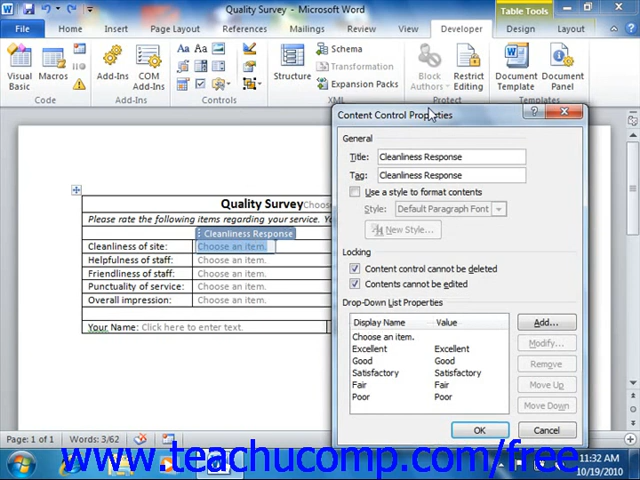 Quality Survey - Microsoft Word
Table Tools
File Home Insert Page Layout References Mailings Review View Developer Design Layout
Visual Basic
Macros
Code
Add-Ins
COM Add-Ins
Add-Ins
Controls
Structure
Schema
Transformation
Expansion Packs
XML
Block Authors
Restrict Editing
Protect
Document Template
Document Panel
Templates
Content Control Properties
General
Title: Cleanliness Response
Tag: Cleanliness Response
Use a style to format contents
Style: Default Paragraph Font
New Style...
Locking
Content control cannot be deleted
Contents cannot be edited
Drop-Down List Properties
Display Name Value
Choose an item.
Excellent Excellent
Good Good
Satisfactory Satisfactory
Fair Fair
Poor Poor
Add...
Modify...
Remove
Move Up
Move Down
OK Cancel
Quality Survey
Please rate the following items regarding your service.
Cleanliness Response
Cleanliness of site: Choose an item.
Helpfulness of staff: Choose an item.
Friendliness of staff: Choose an item.
Punctuality of service: Choose an item.
Overall impression: Choose an item.
Your Name: Click here to enter text.
Page: 1 of 1 Words: 3/62
www.teachucomp.com/free
11:32 AM
10/19/2010